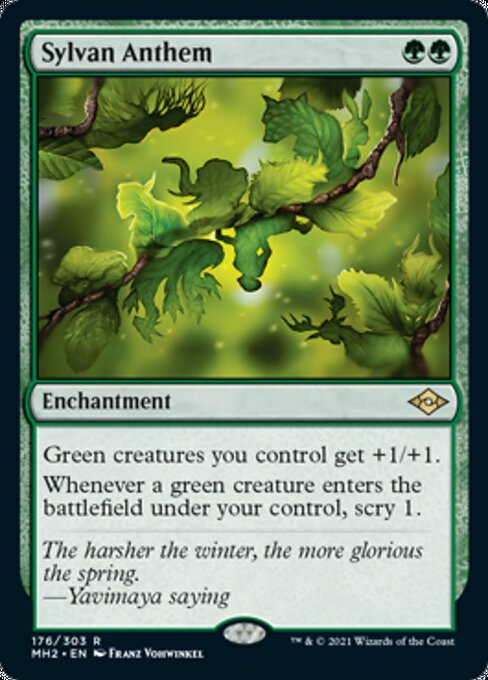 Sylvan Anthem
Enchantment
Green creatures you control get +1/+1.
Whenever a green creature enters the
battlefield under your control, scry 1.
The harsher the winter, the more glorious
the spring.
—Yavimaya saying
176/303 R
MH2 • EN Franz Vohwinkel
™ & © 2021 Wizards of the Coast